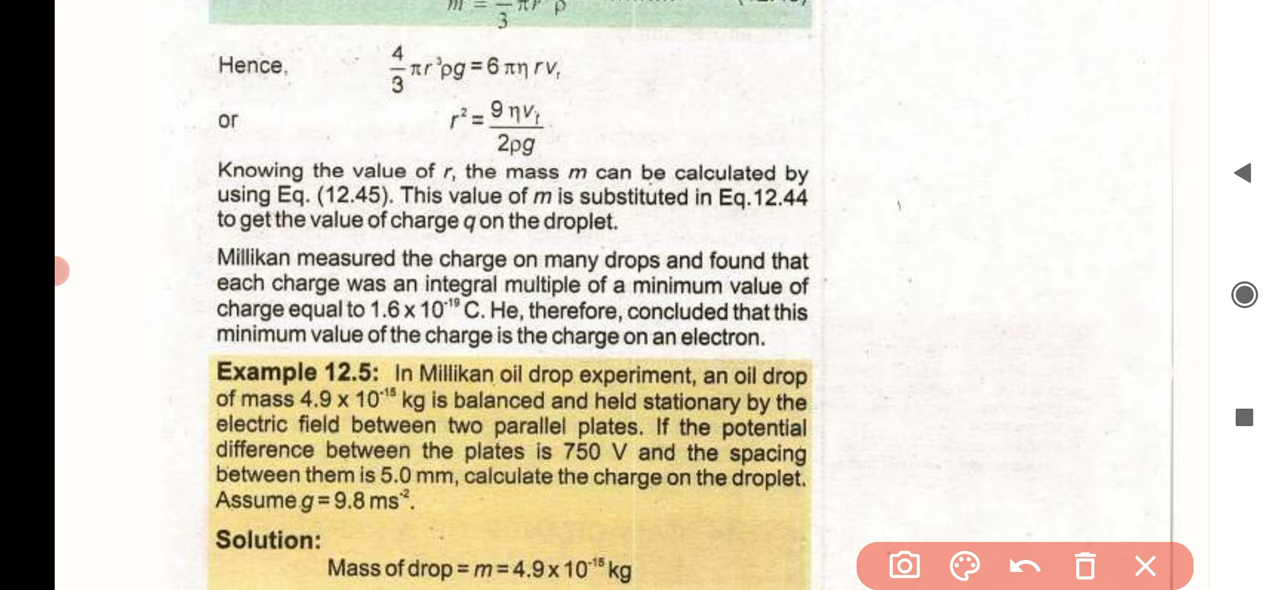 m = — πr ρ
3
Hence, 4/3 πr³ρg = 6 πη rvₜ
or r² = 9 ηvₜ / 2ρg
Knowing the value of r, the mass m can be calculated by
using Eq. (12.45). This value of m is substituted in Eq.12.44
to get the value of charge q on the droplet.
Millikan measured the charge on many drops and found that
each charge was an integral multiple of a minimum value of
charge equal to 1.6 x 10⁻¹⁹ C. He, therefore, concluded that this
minimum value of the charge is the charge on an electron.
Example 12.5: In Millikan oil drop experiment, an oil drop
of mass 4.9 x 10⁻¹⁵ kg is balanced and held stationary by the
electric field between two parallel plates. If the potential
difference between the plates is 750 V and the spacing
between them is 5.0 mm, calculate the charge on the droplet.
Assume g = 9.8 ms⁻².
Solution:
Mass of drop = m = 4.9 x 10⁻¹⁵ kg